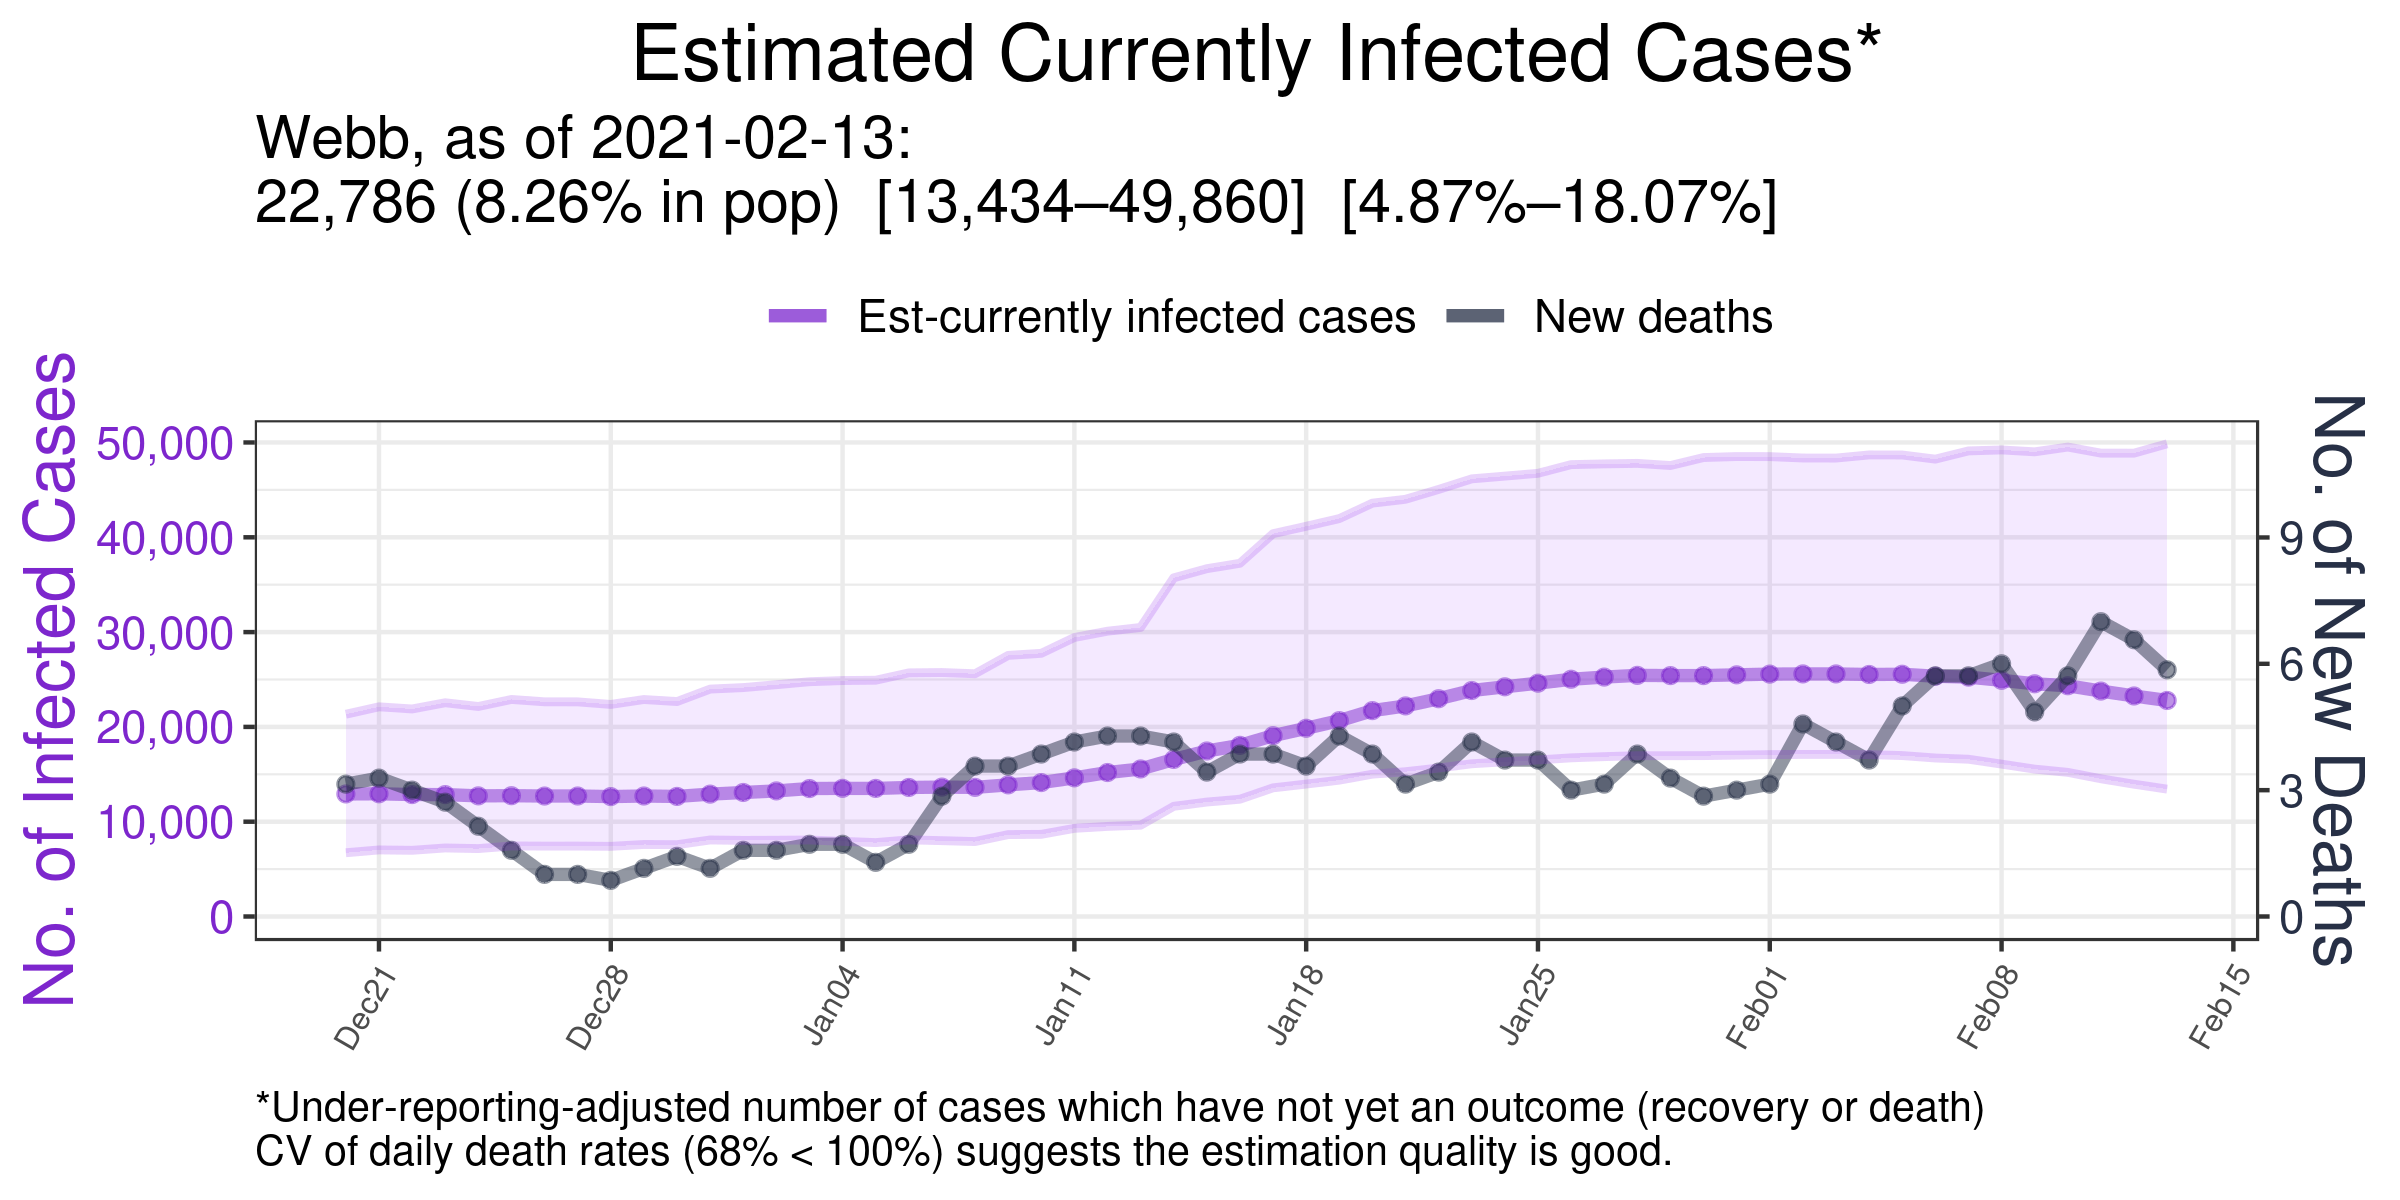 Estimated Currently Infected Cases*
Webb, as of 2021-02-13:
22,786 (8.26% in pop)  [13,434–49,860]  [4.87%–18.07%]
Est-currently infected cases
New deaths
No. of Infected Cases
50,000
40,000
30,000
20,000
10,000
0
No. of New Deaths
9
6
3
0
Dec21
Dec28
Jan04
Jan11
Jan18
Jan25
Feb01
Feb08
Feb15
*Under-reporting-adjusted number of cases which have not yet an outcome (recovery or death)
CV of daily death rates (68% < 100%) suggests the estimation quality is good.